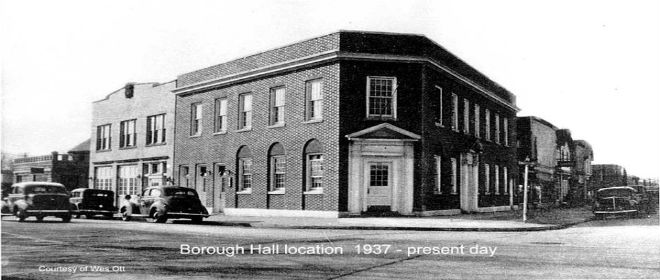 Borough Hall location 1937 - present day
Courtesy of Wes Ott